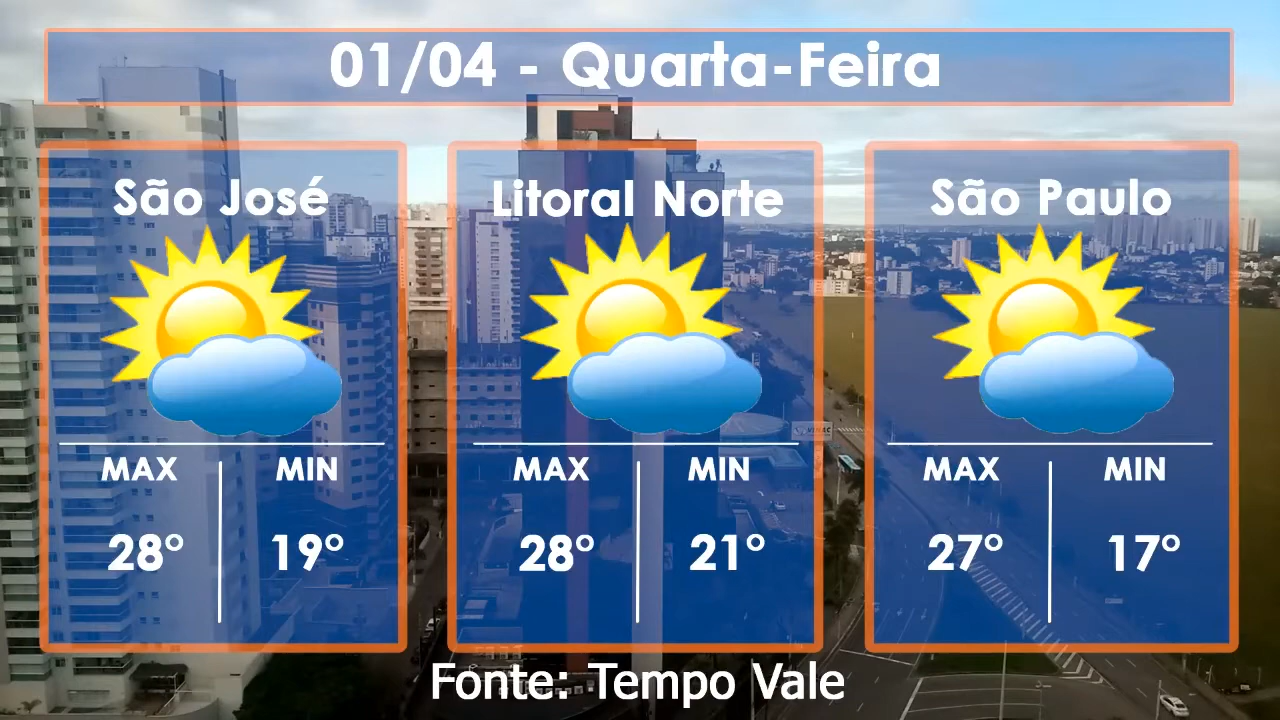 01/04 - Quarta-Feira
São José
MAX MIN
28° 19°
Litoral Norte
MAX MIN
28° 21°
São Paulo
MAX MIN
27° 17°
Fonte: Tempo Vale